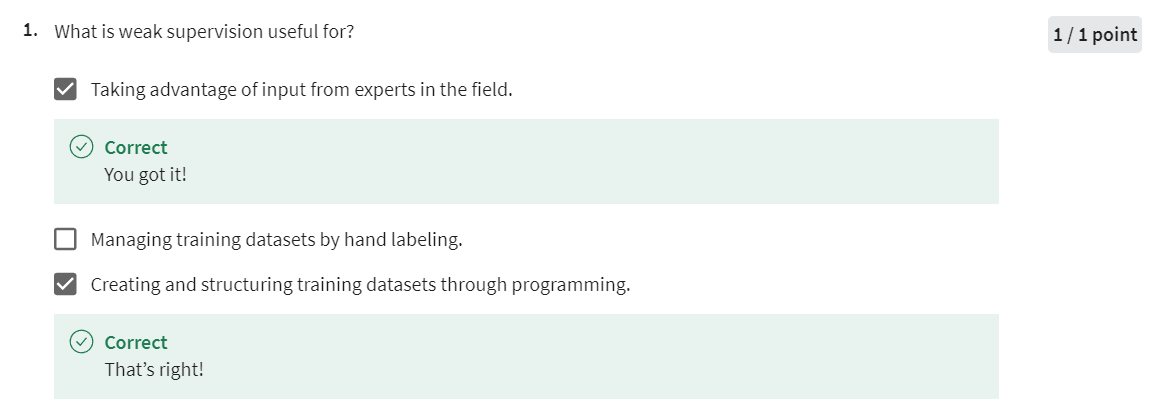 1. What is weak supervision useful for?
1 / 1 point
Taking advantage of input from experts in the field.
Correct
You got it!
Managing training datasets by hand labeling.
Creating and structuring training datasets through programming.
Correct
That’s right!